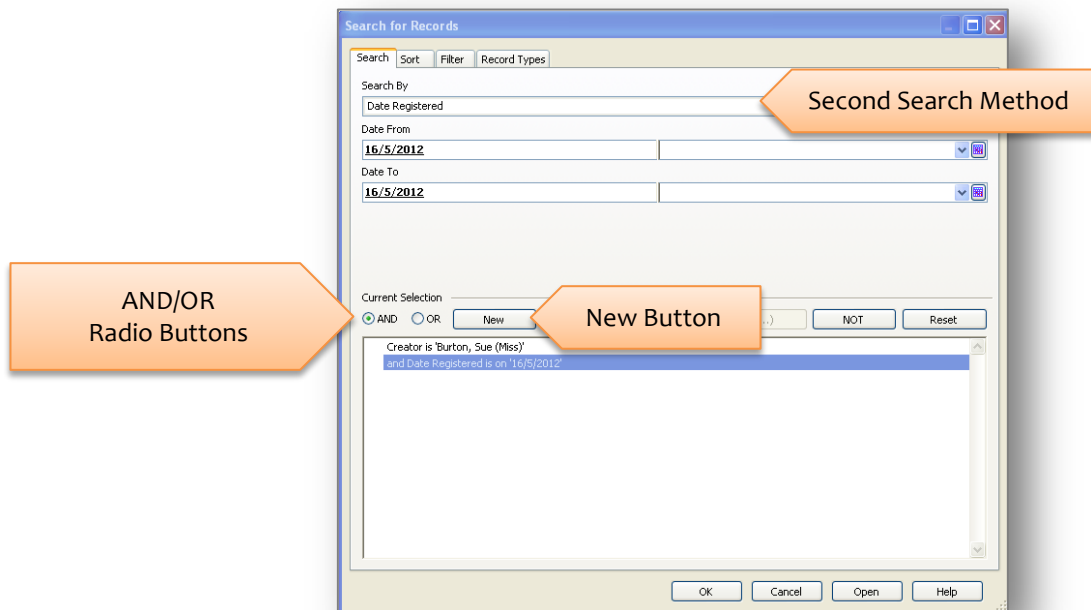 Search for Records
Search Sort Filter Record Types
Search By
Date Registered
Second Search Method
Date From
16/5/2012
Date To
16/5/2012
Current Selection
AND/OR
Radio Buttons
AND OR New New Button ...) NOT Reset
Creator is 'Burton, Sue (Miss)'
and Date Registered is on '16/5/2012'
OK Cancel Open Help